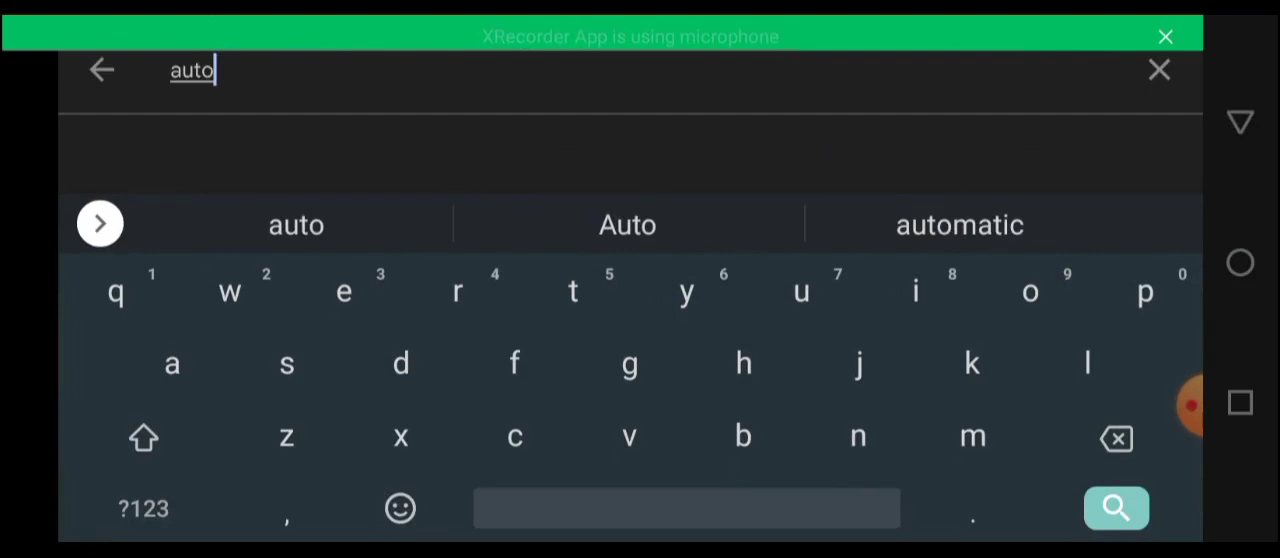 XRecorder App is using microphone
auto
auto Auto automatic
q 1 w 2 e 3 r 4 t 5 y 6 u 7 i 8 o 9 p 0
a s d f g h j k l
z x c v b n m
?123 , .